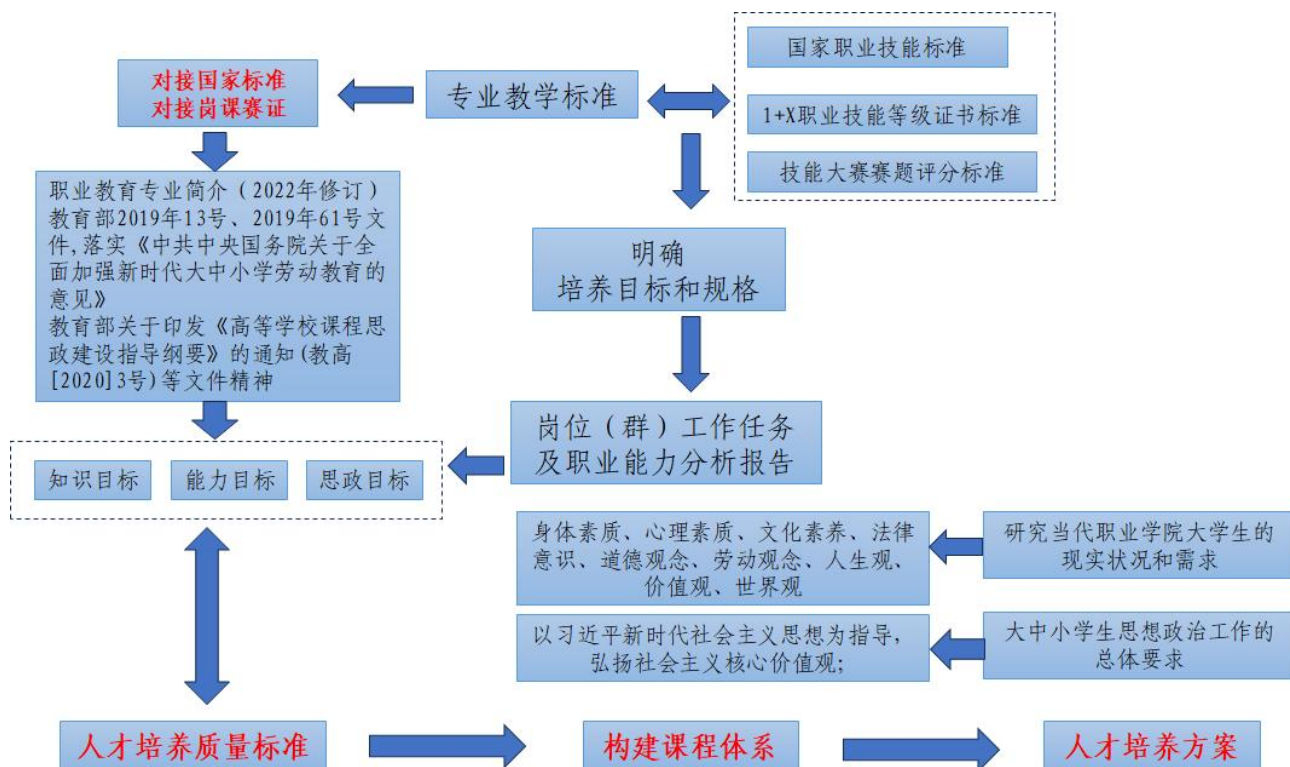 国家职业技能标准
对接国家标准
对接岗课赛证
专业教学标准
1+X职业技能等级证书标准
技能大赛赛题评分标准
职业教育专业简介（2022年修订）
教育部2019年13号、2019年61号文
件,落实《中共中央国务院关于全
面加强新时代大中小学劳动教育的
意见》
教育部关于印发《高等学校课程思
政建设指导纲要》的通知(教高
[2020]3号)等文件精神
明确
培养目标和规格
岗位（群）工作任务
及职业能力分析报告
知识目标
能力目标
思政目标
身体素质、心理素质、文化素养、法律
意识、道德观念、劳动观念、人生观、
价值观、世界观
研究当代职业学院大学生的
现实状况和需求
以习近平新时代社会主义思想为指导，
弘扬社会主义核心价值观;
大中小学生思想政治工作的
总体要求
人才培养质量标准
构建课程体系
人才培养方案